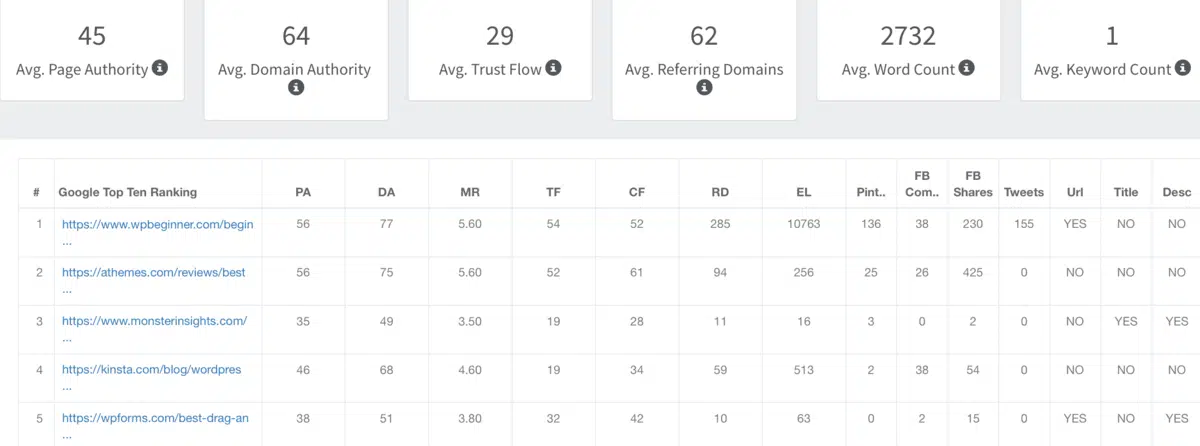 45 64 29 62 2732 1
Avg. Page Authority Avg. Domain Authority Avg. Trust Flow Avg. Referring Domains Avg. Word Count Avg. Keyword Count
# Google Top Ten Ranking PA DA MR TF CF RD EL Pint.. FB Com.. FB Shares Tweets Url Title Desc
1 https://www.wpbeginner.com/begin ... 56 77 5.60 54 52 285 10763 136 38 230 155 YES NO NO
2 https://athemes.com/reviews/best ... 56 75 5.60 52 61 94 256 25 26 425 0 NO NO NO
3 https://www.monsterinsights.com/ ... 35 49 3.50 19 28 11 16 3 0 2 0 NO YES YES
4 https://kinsta.com/blog/wordpres ... 46 68 4.60 19 34 59 513 2 38 54 0 NO NO NO
5 https://wpforms.com/best-drag-an ... 38 51 3.80 32 42 10 63 0 2 15 0 YES NO YES